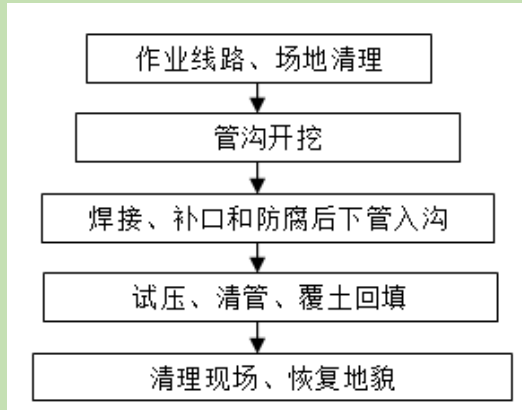 作业线路、场地清理
管沟开挖
焊接、补口和防腐后下管入沟
试压、清管、覆土回填
清理现场、恢复地貌